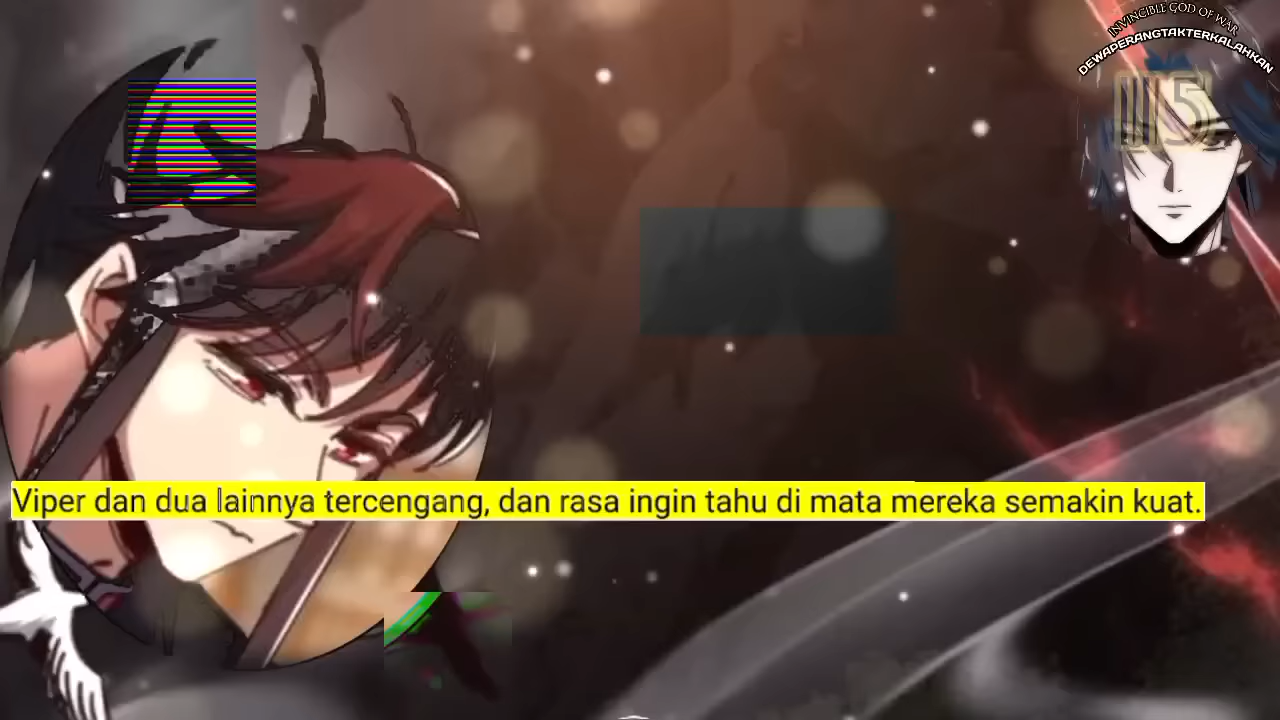 INVINCIBLE GOD OF WAR
DEWAPERANGTAKTERKALAHKAN
Viper dan dua lainnya tercengang, dan rasa ingin tahu di mata mereka semakin kuat.